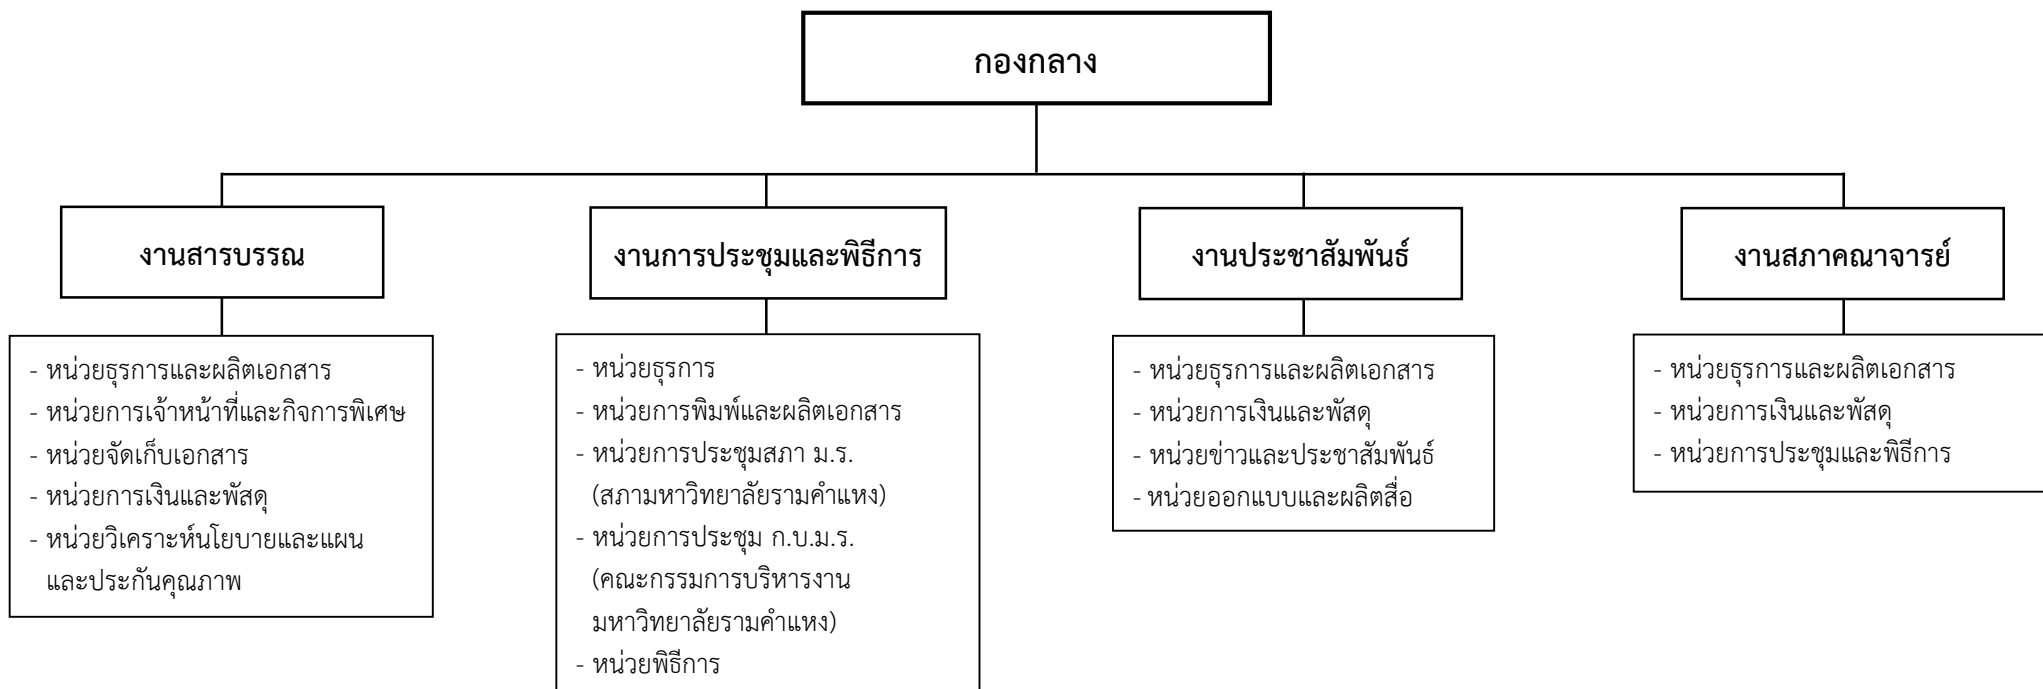 กองกลาง
งานสารบรรณ
- หน่วยธุรการและผลิตเอกสาร
- หน่วยการเจ้าหน้าที่และกิจการพิเศษ
- หน่วยจัดเก็บเอกสาร
- หน่วยการเงินและพัสดุ
- หน่วยวิเคราะห์นโยบายและแผน
และประกันคุณภาพ
งานการประชุมและพิธีการ
- หน่วยธุรการ
- หน่วยการพิมพ์และผลิตเอกสาร
- หน่วยการประชุมสภา ม.ร.
(สภามหาวิทยาลัยรามคำแหง)
- หน่วยการประชุม ก.บ.ม.ร.
(คณะกรรมการบริหารงาน
มหาวิทยาลัยรามคำแหง)
- หน่วยพิธีการ
งานประชาสัมพันธ์
- หน่วยธุรการและผลิตเอกสาร
- หน่วยการเงินและพัสดุ
- หน่วยข่าวและประชาสัมพันธ์
- หน่วยออกแบบและผลิตสื่อ
งานสภาคณาจารย์
- หน่วยธุรการและผลิตเอกสาร
- หน่วยการเงินและพัสดุ
- หน่วยการประชุมและพิธีการ